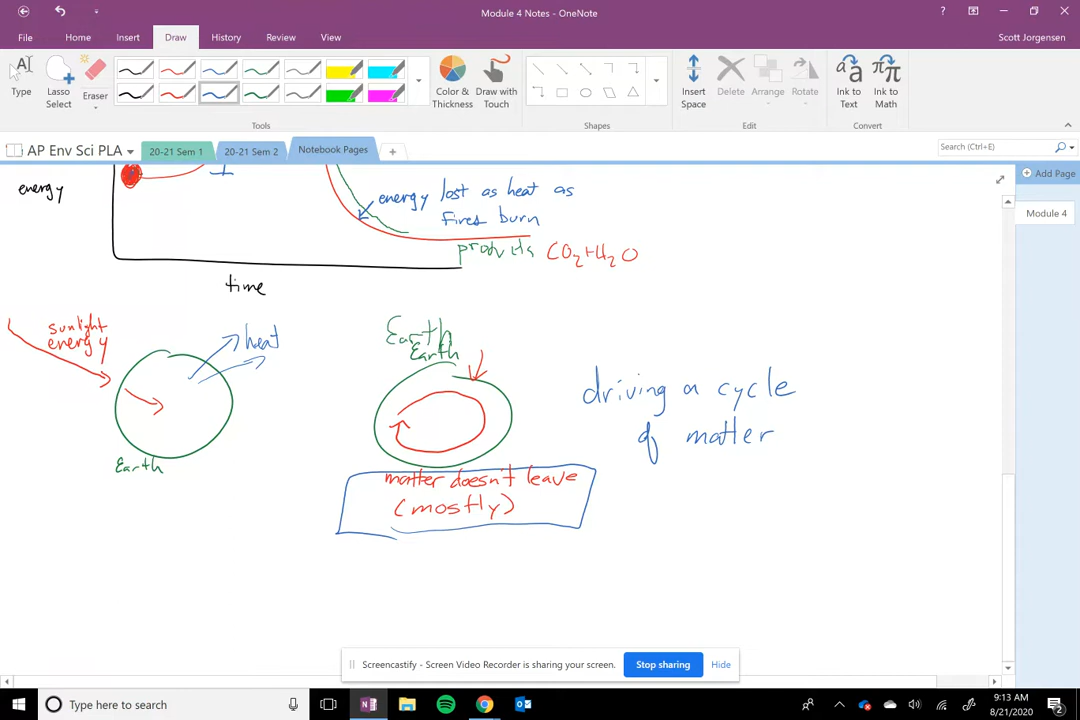 Module 4 Notes - OneNote
?
File
Home
Insert
Draw
History
Review
View
Scott Jorgensen
Type
Lasso
Select
Eraser
Color &
Thickness
Draw with
Touch
Insert
Space
Delete
Arrange
Rotate
Ink to
Text
Ink to
Math
Tools
Shapes
Edit
Convert
AP Env Sci PLA
20-21 Sem 1
20-21 Sem 2
Notebook Pages
Search (Ctrl+E)
Add Page
Module 4
energy
energy lost as heat as
fires burn
products CO2+H2O
time
sunlight
energy
heat
Earth
Earth
Earth
driving a cycle
of matter
matter doesn't leave
(mostly)
Screencastify - Screen Video Recorder is sharing your screen.
Stop sharing
Hide
Type here to search
9:13 AM
8/21/2020
2